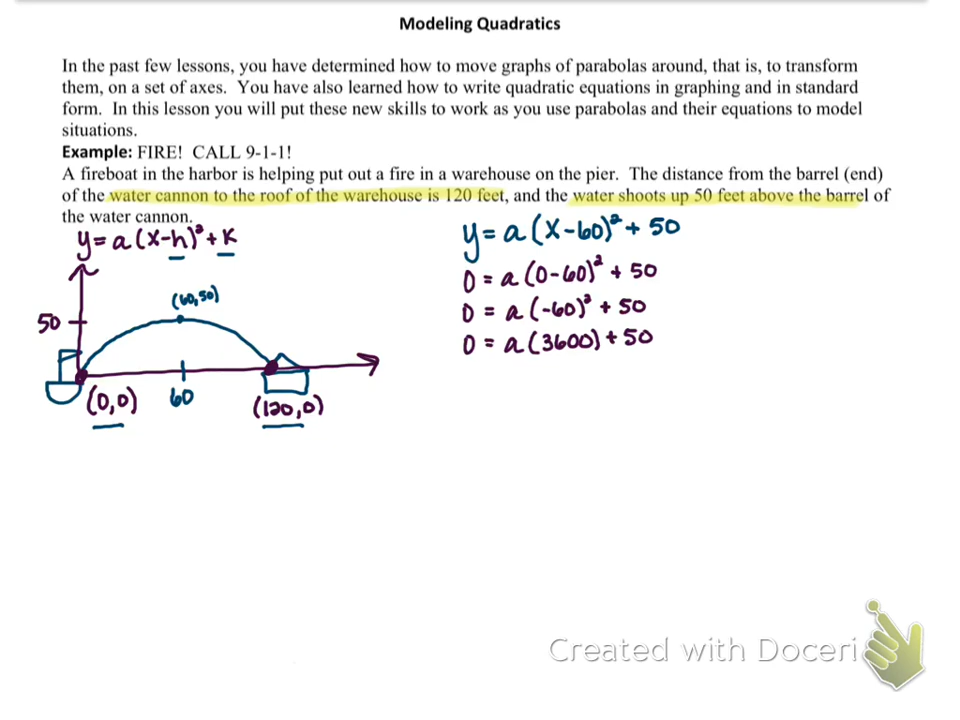 Modeling Quadratics
In the past few lessons, you have determined how to move graphs of parabolas around, that is, to transform
them, on a set of axes. You have also learned how to write quadratic equations in graphing and in standard
form. In this lesson you will put these new skills to work as you use parabolas and their equations to model
situations.
Example: FIRE! CALL 9-1-1!
A fireboat in the harbor is helping put out a fire in a warehouse on the pier. The distance from the barrel (end)
of the water cannon to the roof of the warehouse is 120 feet, and the water shoots up 50 feet above the barrel of
the water cannon.
y = a(x-h)² + k
(60,50)
50
(0,0)
60
(120,0)
y = a(x-60)² + 50
0 = a(0-60)² + 50
0 = a(-60)² + 50
0 = a(3600) + 50
Created with Doceri